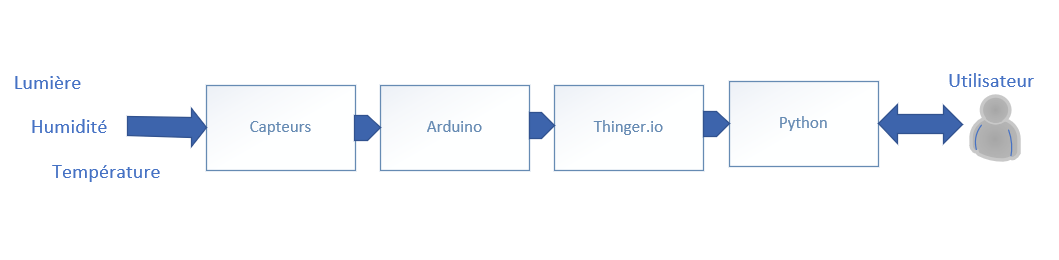 Lumière
Humidité
Température
Capteurs
Arduino
Thinger.io
Python
Utilisateur